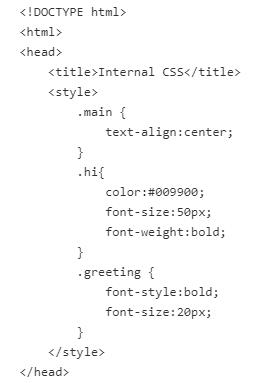 <!DOCTYPE html>
<html>
<head>
    <title>Internal CSS</title>
    <style>
        .main {
            text-align:center;
        }
        .hi{
            color:#009900;
            font-size:50px;
            font-weight:bold;
        }
        .greeting {
            font-style:bold;
            font-size:20px;
        }
    </style>
</head>